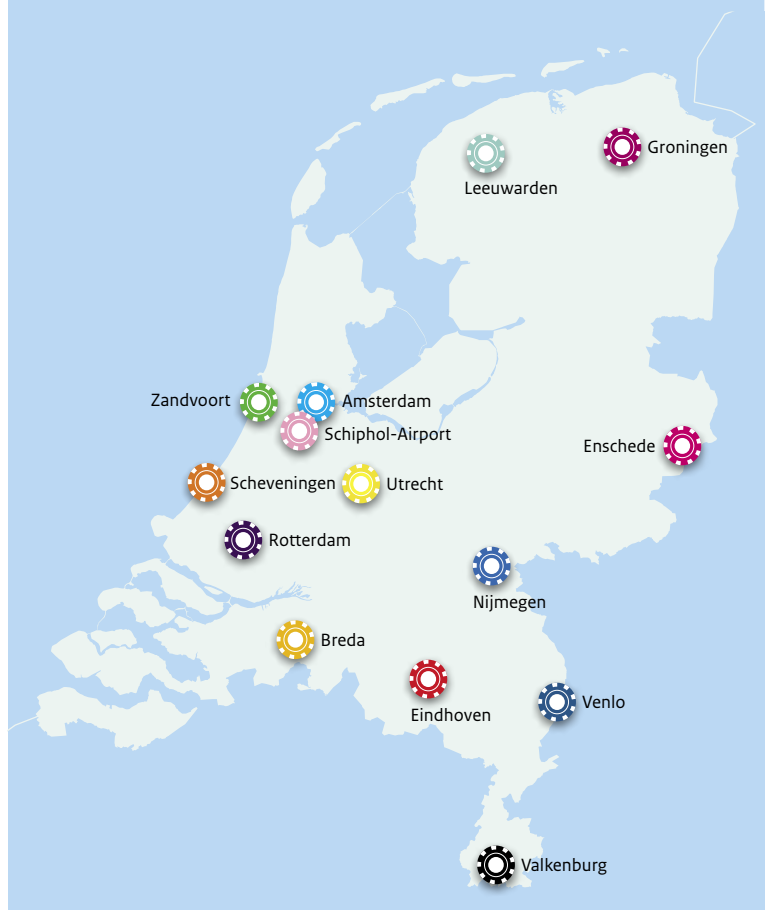 Groningen
Leeuwarden
Zandvoort
Amsterdam
Schiphol-Airport
Enschede
Scheveningen
Utrecht
Rotterdam
Nijmegen
Breda
Eindhoven
Venlo
Valkenburg